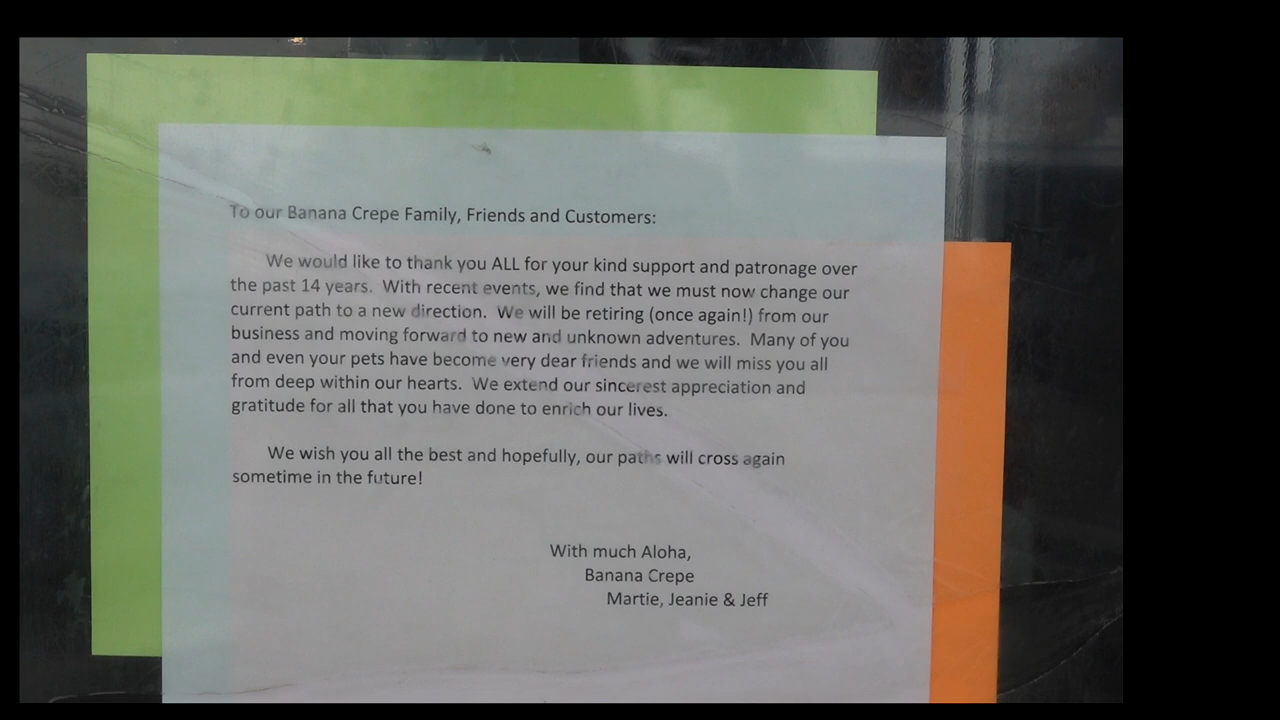 To our Banana Crepe Family, Friends and Customers:
We would like to thank you ALL for your kind support and patronage over
the past 14 years. With recent events, we find that we must now change our
current path to a new direction. We will be retiring (once again!) from our
business and moving forward to new and unknown adventures. Many of you
and even your pets have become very dear friends and we will miss you all
from deep within our hearts. We extend our sincerest appreciation and
gratitude for all that you have done to enrich our lives.
We wish you all the best and hopefully, our paths will cross again
sometime in the future!
With much Aloha,
Banana Crepe
Martie, Jeanie & Jeff